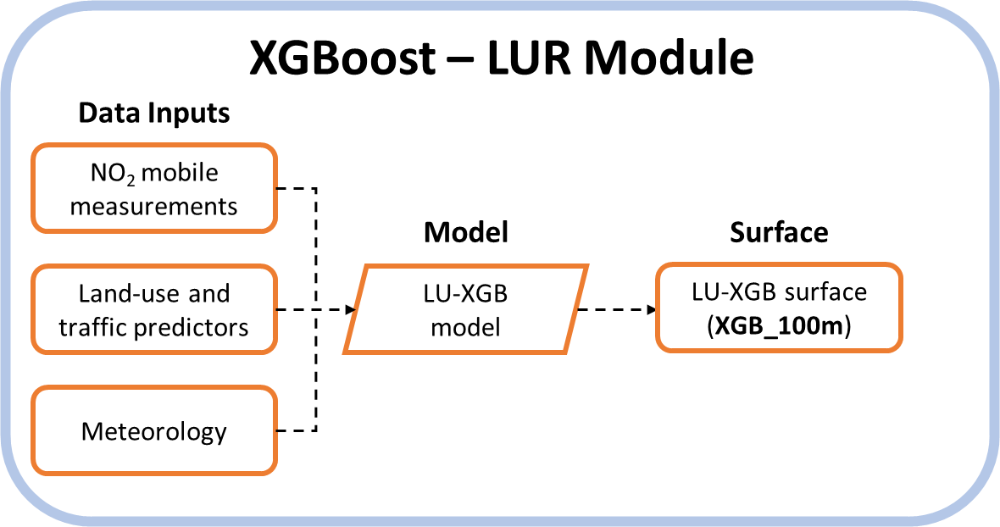 XGBoost – LUR Module
Data Inputs
NO₂ mobile
measurements
Land-use and
traffic predictors
Meteorology
Model
LU-XGB
model
Surface
LU-XGB surface
(XGB_100m)